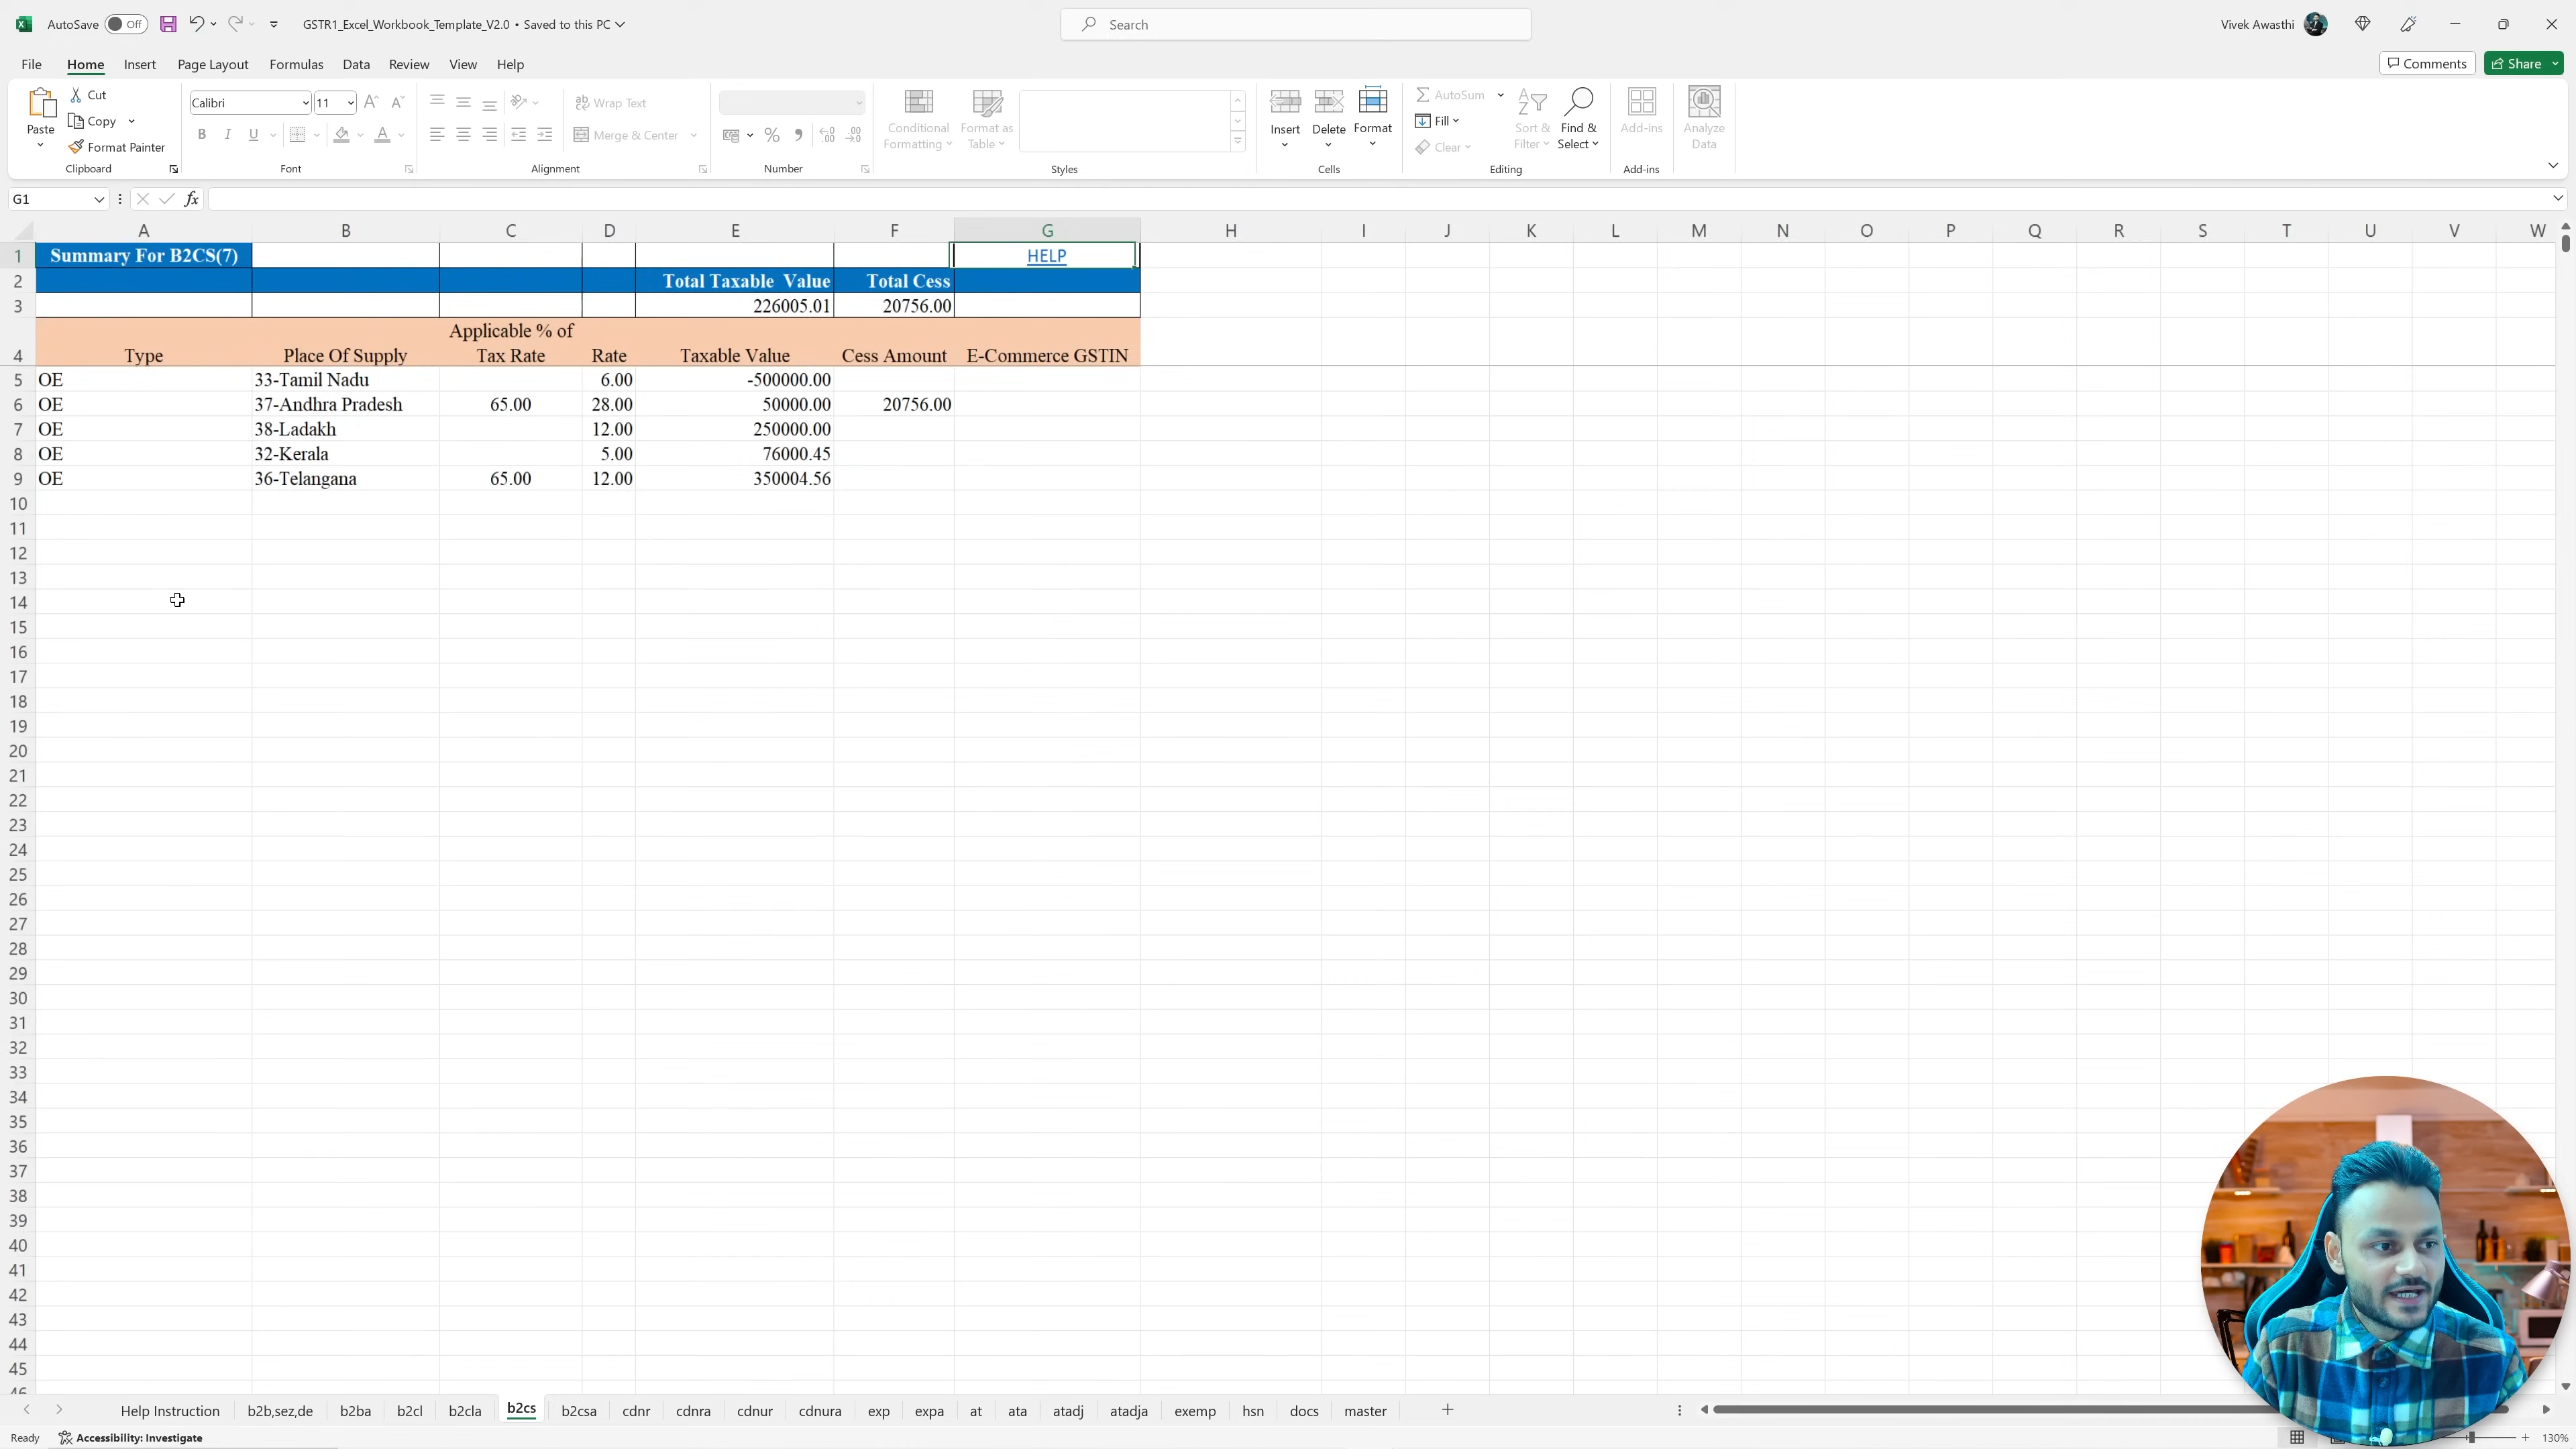 AutoSave Off GSTR1_Excel_Workbook_Template_V2.0 • Saved to this PC Search Vivek Awasthi
File Home Insert Page Layout Formulas Data Review View Help Comments Share
Paste Cut Copy Format Painter Clipboard
Calibri 11 A A B I U A Font
Wrap Text Merge & Center Alignment
% Number
Conditional Formatting Format as Table Styles
Insert Delete Format Cells
AutoSum Fill Clear Sort & Filter Find & Select Editing
Add-ins Add-ins
Analyze Data
G1 fx
A B C D E F G H I J K L M N O P Q R S T U V W
1 Summary For B2CS(7) HELP
2 Total Taxable Value Total Cess
3 226005.01 20756.00
4 Type Place Of Supply Applicable % of Tax Rate Rate Taxable Value Cess Amount E-Commerce GSTIN
5 OE 33-Tamil Nadu 6.00 -500000.00
6 OE 37-Andhra Pradesh 65.00 28.00 50000.00 20756.00
7 OE 38-Ladakh 12.00 250000.00
8 OE 32-Kerala 5.00 76000.45
9 OE 36-Telangana 65.00 12.00 350004.56
10
11
12
13
14
15
16
17
18
19
20
21
22
23
24
25
26
27
28
29
30
31
32
33
34
35
36
37
38
39
40
41
42
43
44
45
46
Help Instruction b2b,sez,de b2ba b2cl b2cla b2cs b2csa cdnr cdnra cdnur cdnura exp expa at ata atadj atadja exemp hsn docs master
Ready Accessibility: Investigate 130%